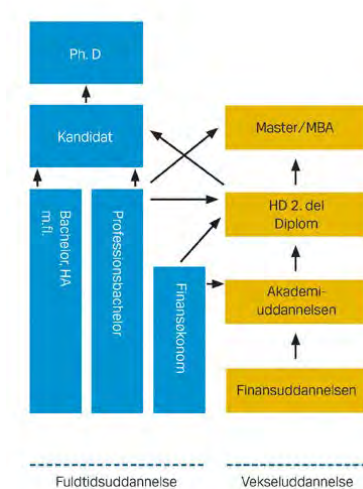 Ph. D
Kandidat
Master/MBA
Bachelor, HA
m.fl.
Professionsbachelor
HD 2. del
Diplom
Finansøkonom
Akademi-
uddannelsen
Finansuddannelsen
Fuldtidsuddannelse
Vekseluddannelse